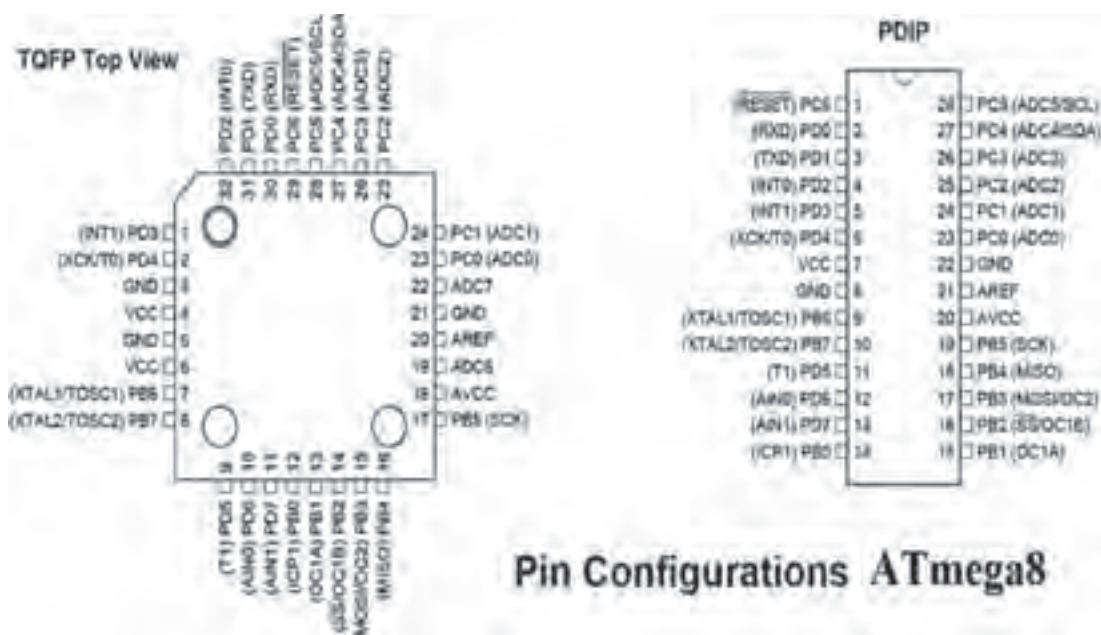 TQFP Top View
PD2 (INT0)
PD1 (TXD)
PD0 (RXD)
PC6 (RESET)
PC5 (ADC5/SCL
PC4 (ADC4/SDA
PC3 (ADC3)
PC2 (ADC2)
32 31 30 29 28 27 26 25
(INT1) PD3 1
(XCK/T0) PD4 2
GND 3
VCC 4
GND 5
VCC 6
(XTAL1/TOSC1) PB6 7
(XTAL2/TOSC2) PB7 8
24 PC1 (ADC1)
23 PC0 (ADC0)
22 ADC7
21 GND
20 AREF
19 ADC6
18 AVCC
17 PB5 (SCK)
9 10 11 12 13 14 15 16
(T1) PD5
(AIN0) PD6
(AIN1) PD7
(ICP1) PB0
(OC1A) PB1
(SS/OC1B) PB2
MOSI/OC2) PB3
(MISO) PB4
PDIP
(RESET) PC6 1
(RXD) PD0 2
(TXD) PD1 3
(INT0) PD2 4
(INT1) PD3 5
(XCK/T0) PD4 6
VCC 7
GND 8
(XTAL1/TOSC1) PB6 9
(XTAL2/TOSC2) PB7 10
(T1) PD5 11
(AIN0) PD6 12
(AIN1) PD7 13
(ICP1) PB0 14
28 PC5 (ADC5/SCL)
27 PC4 (ADC4/SDA)
26 PC3 (ADC3)
25 PC2 (ADC2)
24 PC1 (ADC1)
23 PC0 (ADC0)
22 GND
21 AREF
20 AVCC
19 PB5 (SCK)
18 PB4 (MISO)
17 PB3 (MOSI/OC2)
16 PB2 (SS/OC1B)
15 PB1 (OC1A)
Pin Configurations ATmega8